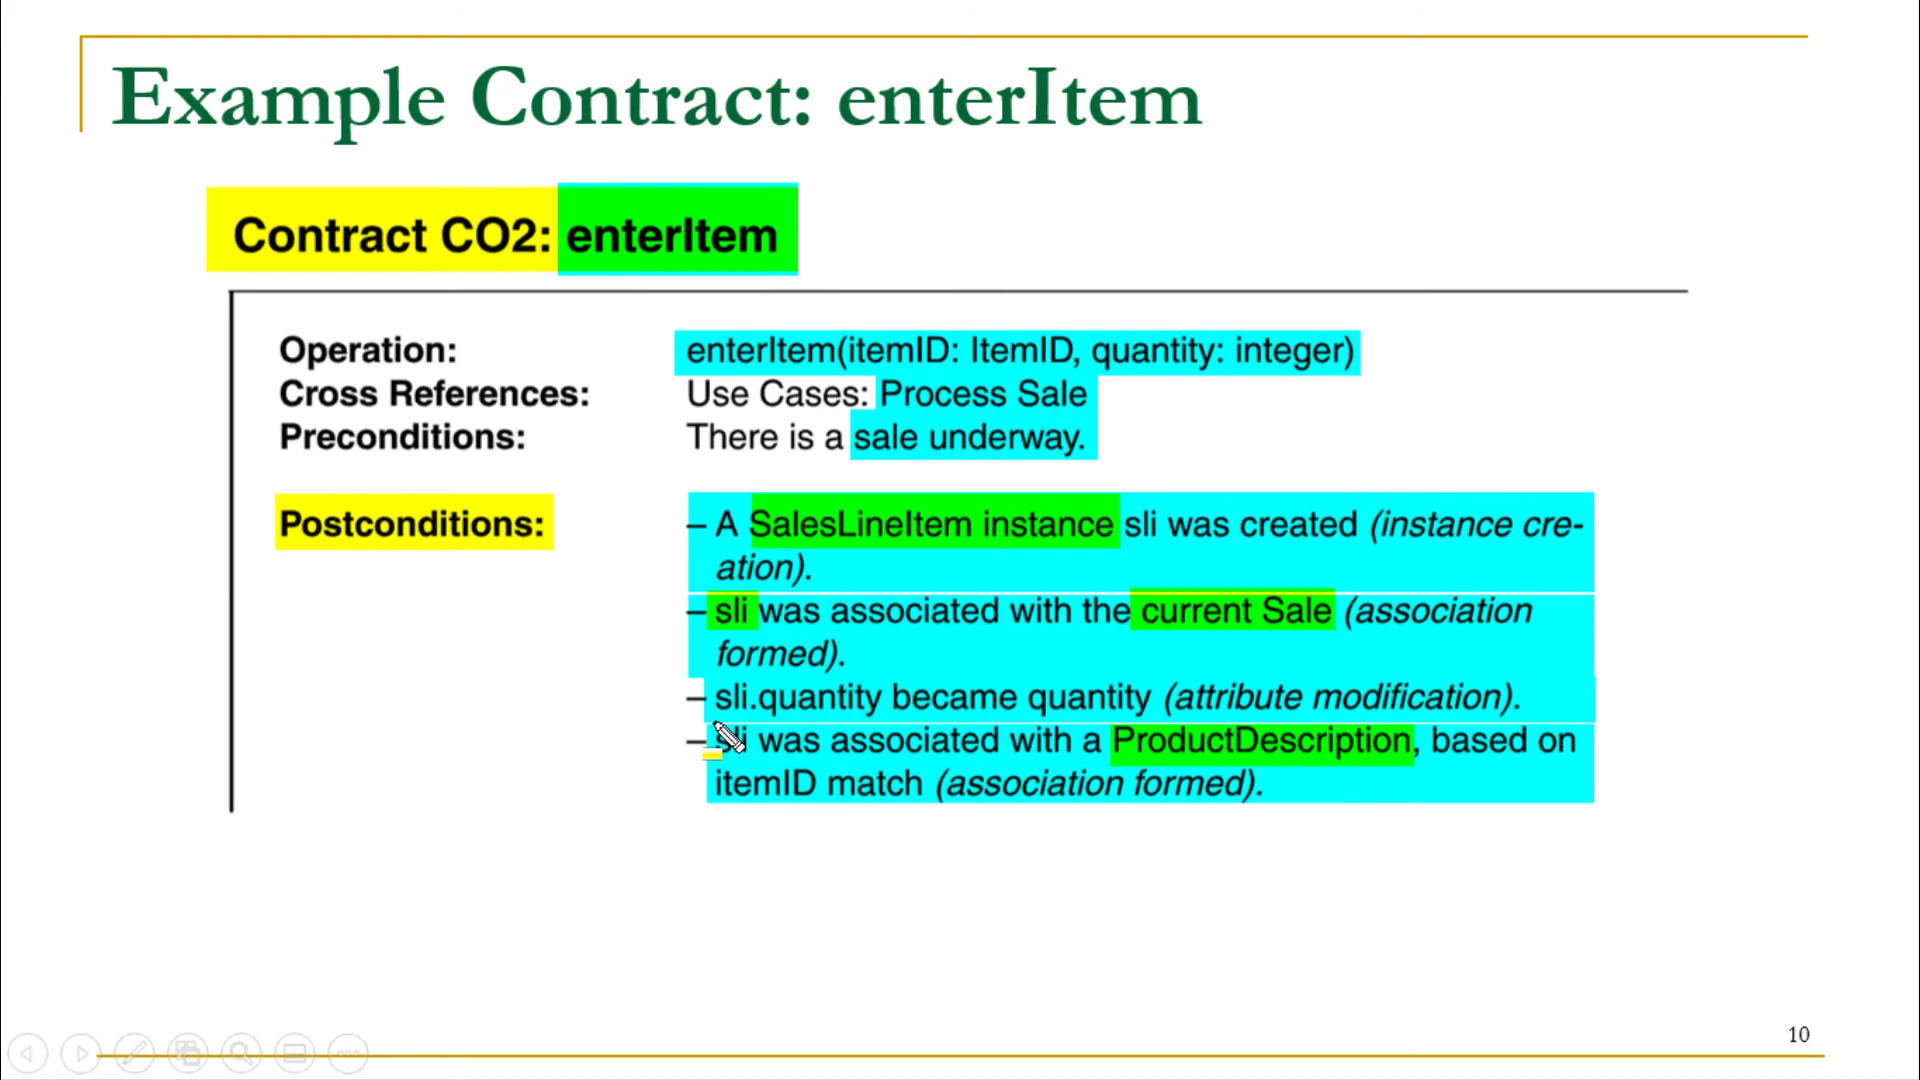 Example Contract: enterItem
Contract CO2: enterItem
Operation: enterItem(itemID: ItemID, quantity: integer)
Cross References: Use Cases: Process Sale
Preconditions: There is a sale underway.
Postconditions: – A SalesLineItem instance sli was created (instance cre-
ation).
– sli was associated with the current Sale (association
formed).
– sli.quantity became quantity (attribute modification).
– sli was associated with a ProductDescription, based on
itemID match (association formed).
10